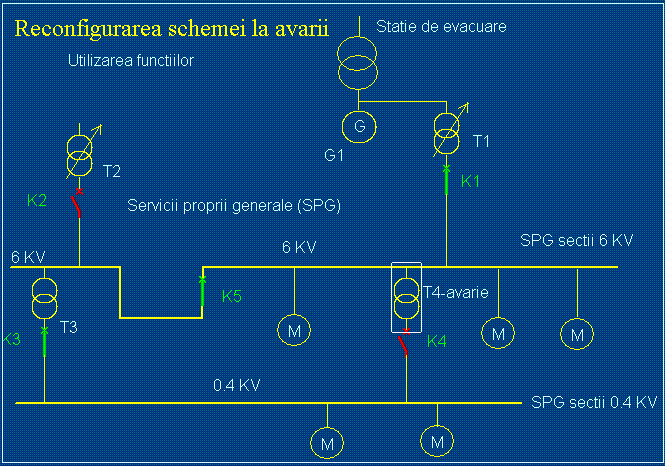 Reconfigurarea schemei la avarii
Statie de evacuare
Utilizarea functiilor
G
G1
T1
T2
K1
K2
Servicii proprii generale (SPG)
SPG sectii 6 KV
6 KV
6 KV
K5
T4-avarie
T3
M
M
M
K3
K4
0.4 KV
SPG sectii 0.4 KV
M
M